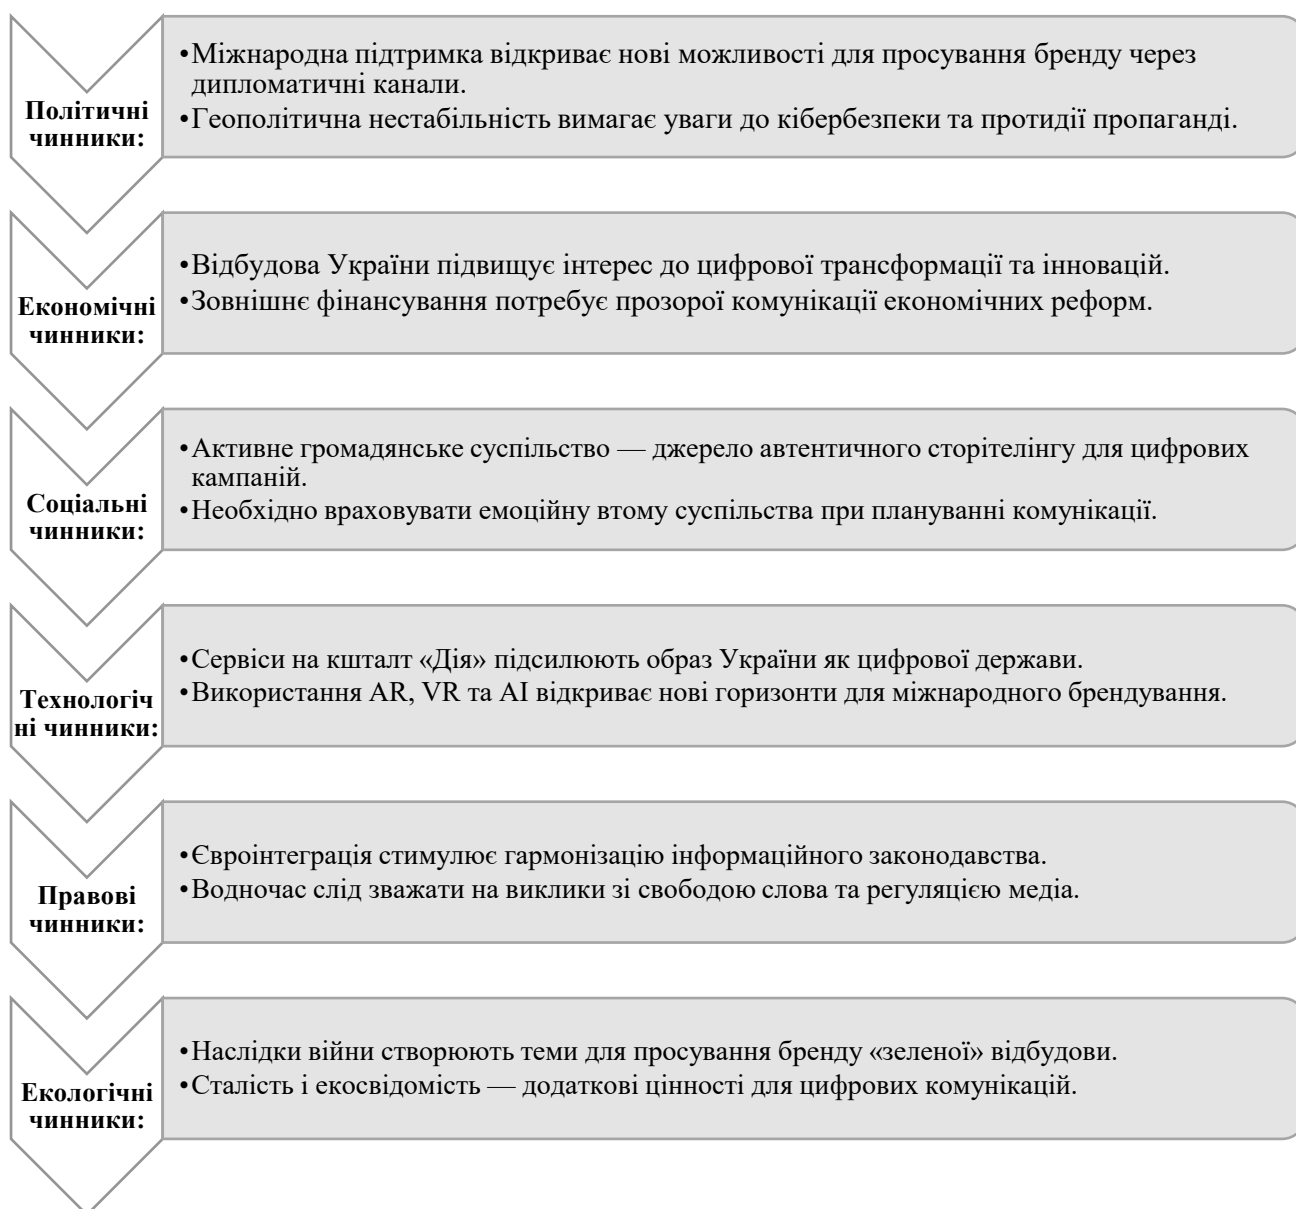 Політичні
чинники:
•Міжнародна підтримка відкриває нові можливості для просування бренду через
дипломатичні канали.
•Геополітична нестабільність вимагає уваги до кібербезпеки та протидії пропаганді.
Економічні
чинники:
•Відбудова України підвищує інтерес до цифрової трансформації та інновацій.
•Зовнішнє фінансування потребує прозорої комунікації економічних реформ.
Соціальні
чинники:
•Активне громадянське суспільство — джерело автентичного сторітелінгу для цифрових
кампаній.
•Необхідно враховувати емоційну втому суспільства при плануванні комунікації.
Технологіч
ні чинники:
•Сервіси на кшталт «Дія» підсилюють образ України як цифрової держави.
•Використання AR, VR та AI відкриває нові горизонти для міжнародного брендування.
Правові
чинники:
•Євроінтеграція стимулює гармонізацію інформаційного законодавства.
•Водночас слід зважати на виклики зі свободою слова та регуляцією медіа.
Екологічні
чинники:
•Наслідки війни створюють теми для просування бренду «зеленої» відбудови.
•Сталість і екосвідомість — додаткові цінності для цифрових комунікацій.